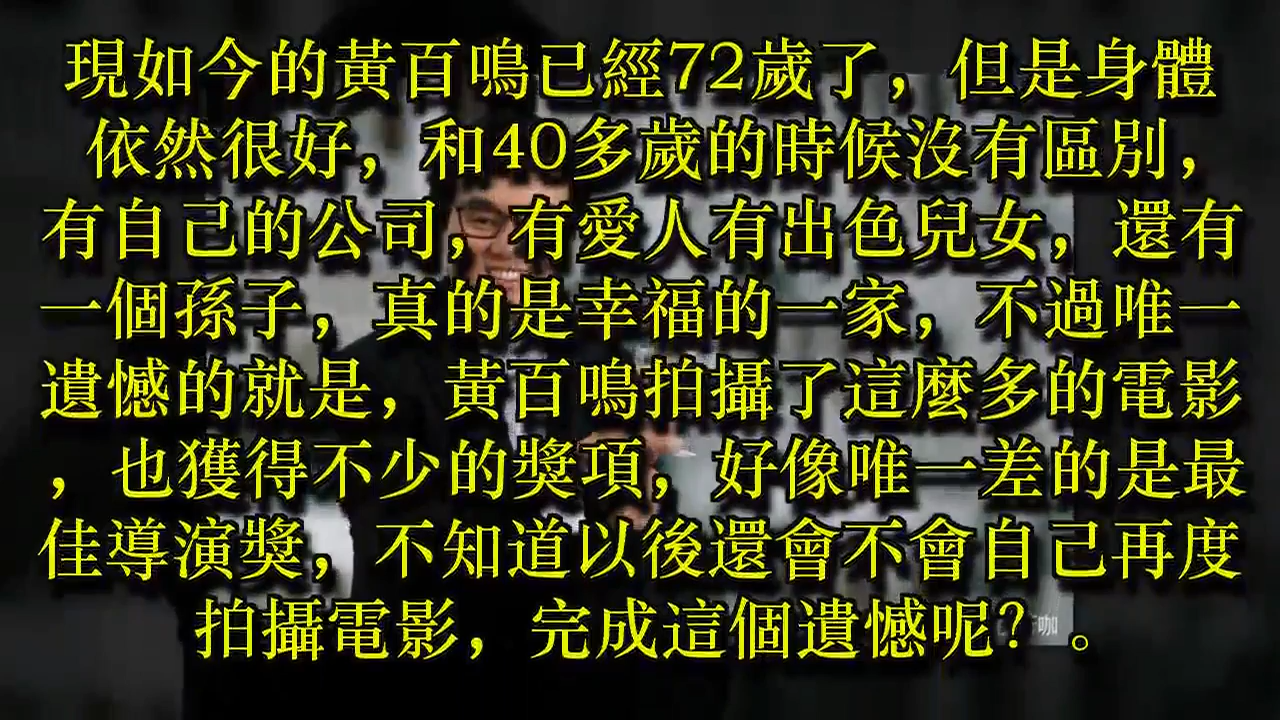 現如今的黃百鳴已經72歲了，但是身體
依然很好，和40多歲的時候沒有區別，
有自己的公司，有愛人有出色兒女，還有
一個孫子，真的是幸福的一家，不過唯一
遺憾的就是，黃百鳴拍攝了這麼多的電影
，也獲得不少的獎項，好像唯一差的是最
佳導演獎，不知道以後還會不會自己再度
拍攝電影，完成這個遺憾呢？。
咖